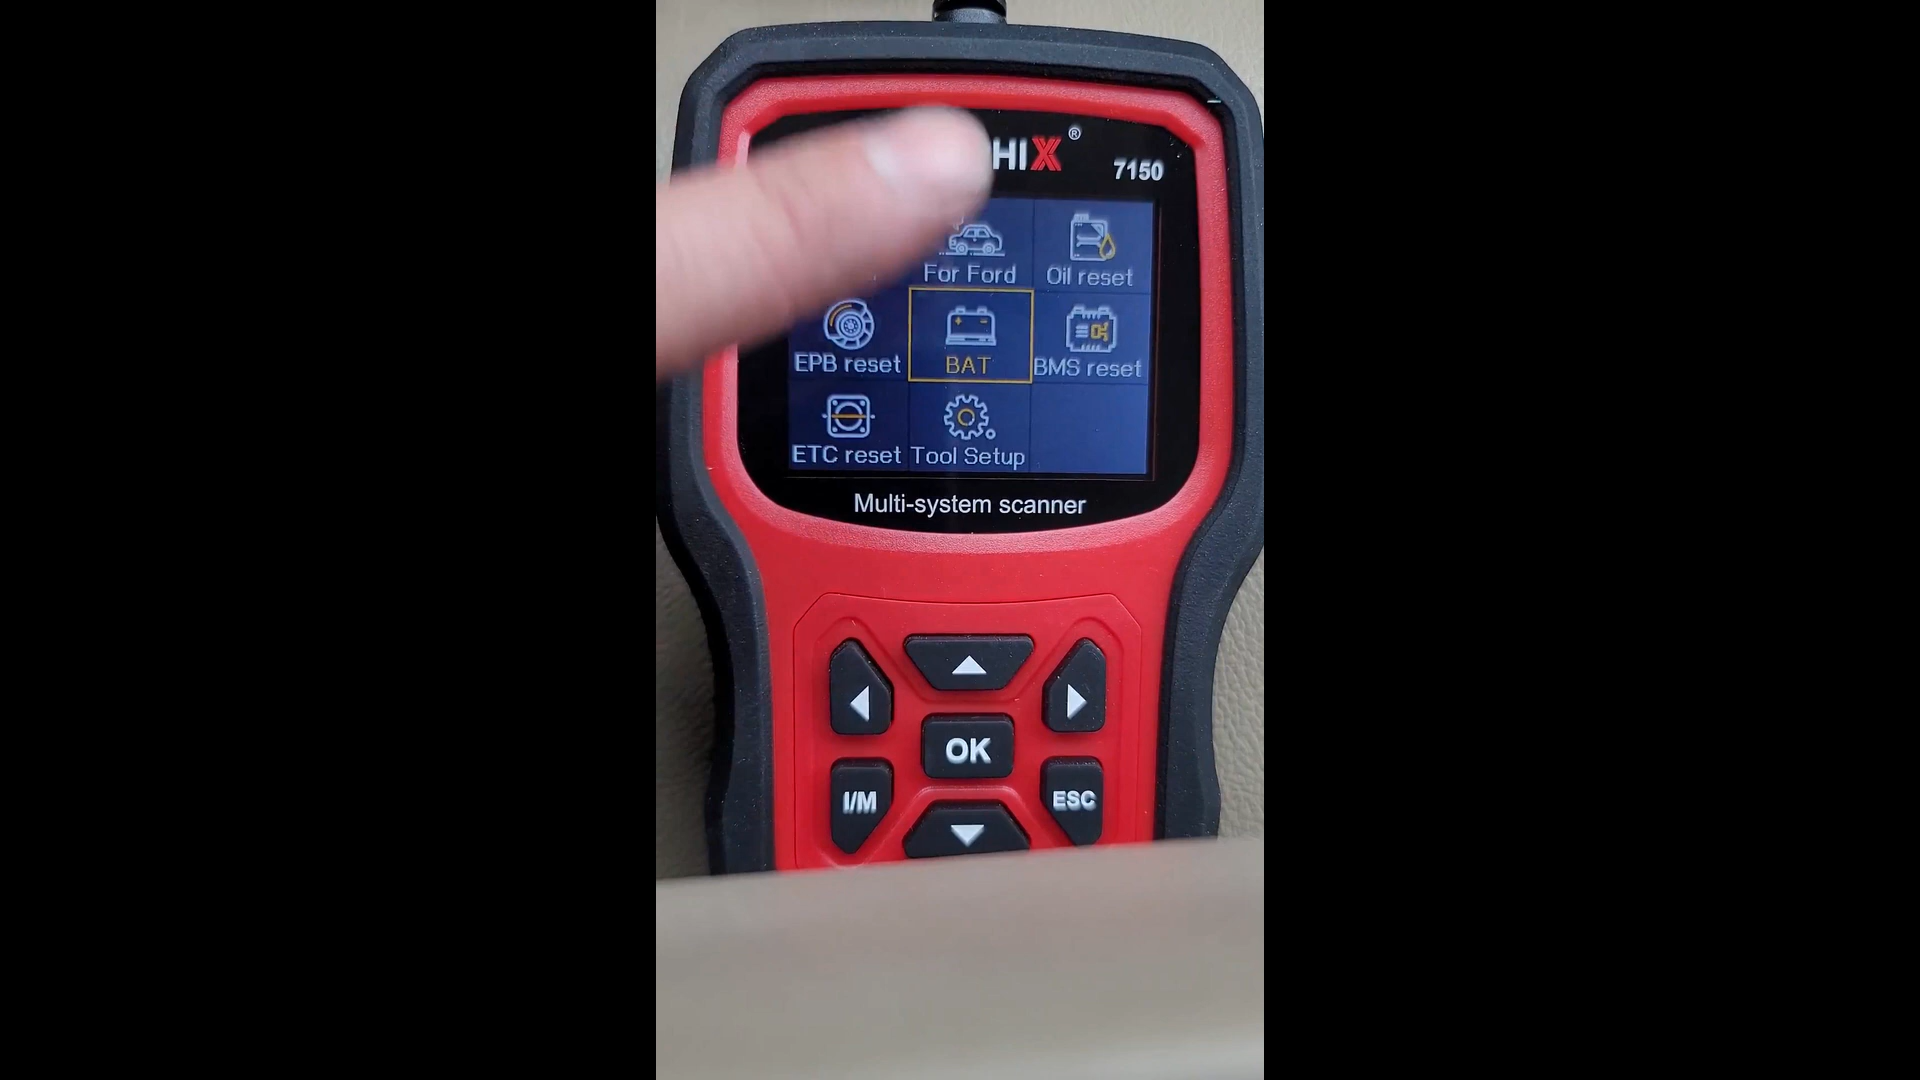 HIX ®
7150
For Ford
Oil reset
EPB reset
BAT
BMS reset
ETC reset
Tool Setup
Multi-system scanner
OK
I/M
ESC